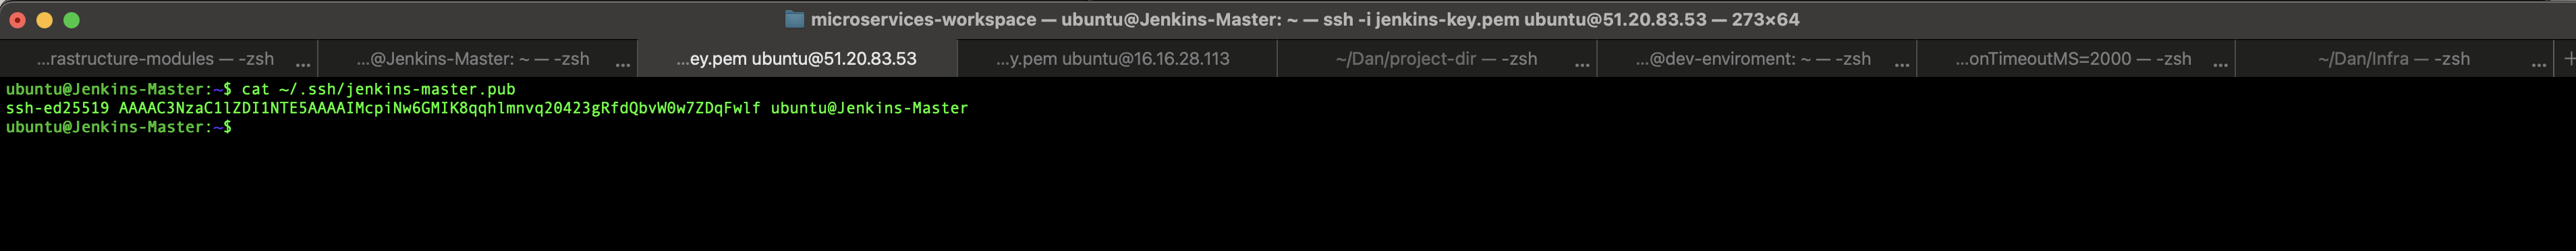 microservices-workspace — ubuntu@Jenkins-Master: ~ — ssh -i jenkins-key.pem ubuntu@51.20.83.53 — 273×64
...rastructure-modules — -zsh ... ...@Jenkins-Master: ~ — -zsh ... ...ey.pem ubuntu@51.20.83.53 ...y.pem ubuntu@16.16.28.113 ~/Dan/project-dir — -zsh ... ...@dev-enviroment: ~ — -zsh ... ...onTimeoutMS=2000 — -zsh ... ~/Dan/Infra — -zsh ... +
ubuntu@Jenkins-Master:~$ cat ~/.ssh/jenkins-master.pub
ssh-ed25519 AAAAC3NzaC1lZDI1NTE5AAAAIMcpiNw6GMIK8qqhlmnvq20423gRfdQbvW0w7ZDqFwlf ubuntu@Jenkins-Master
ubuntu@Jenkins-Master:~$